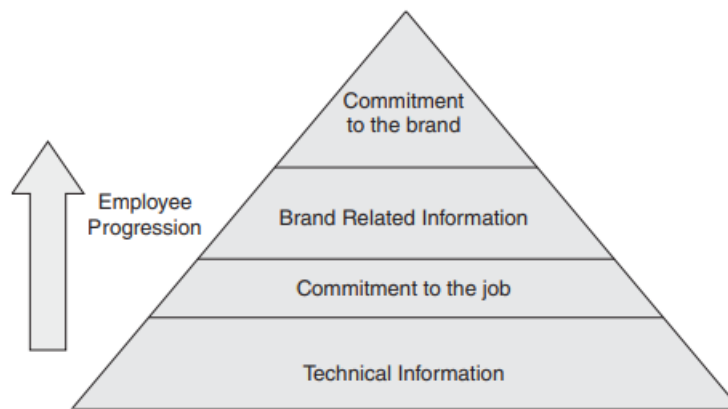 Commitment
to the brand
Employee
Progression
Brand Related Information
Commitment to the job
Technical Information